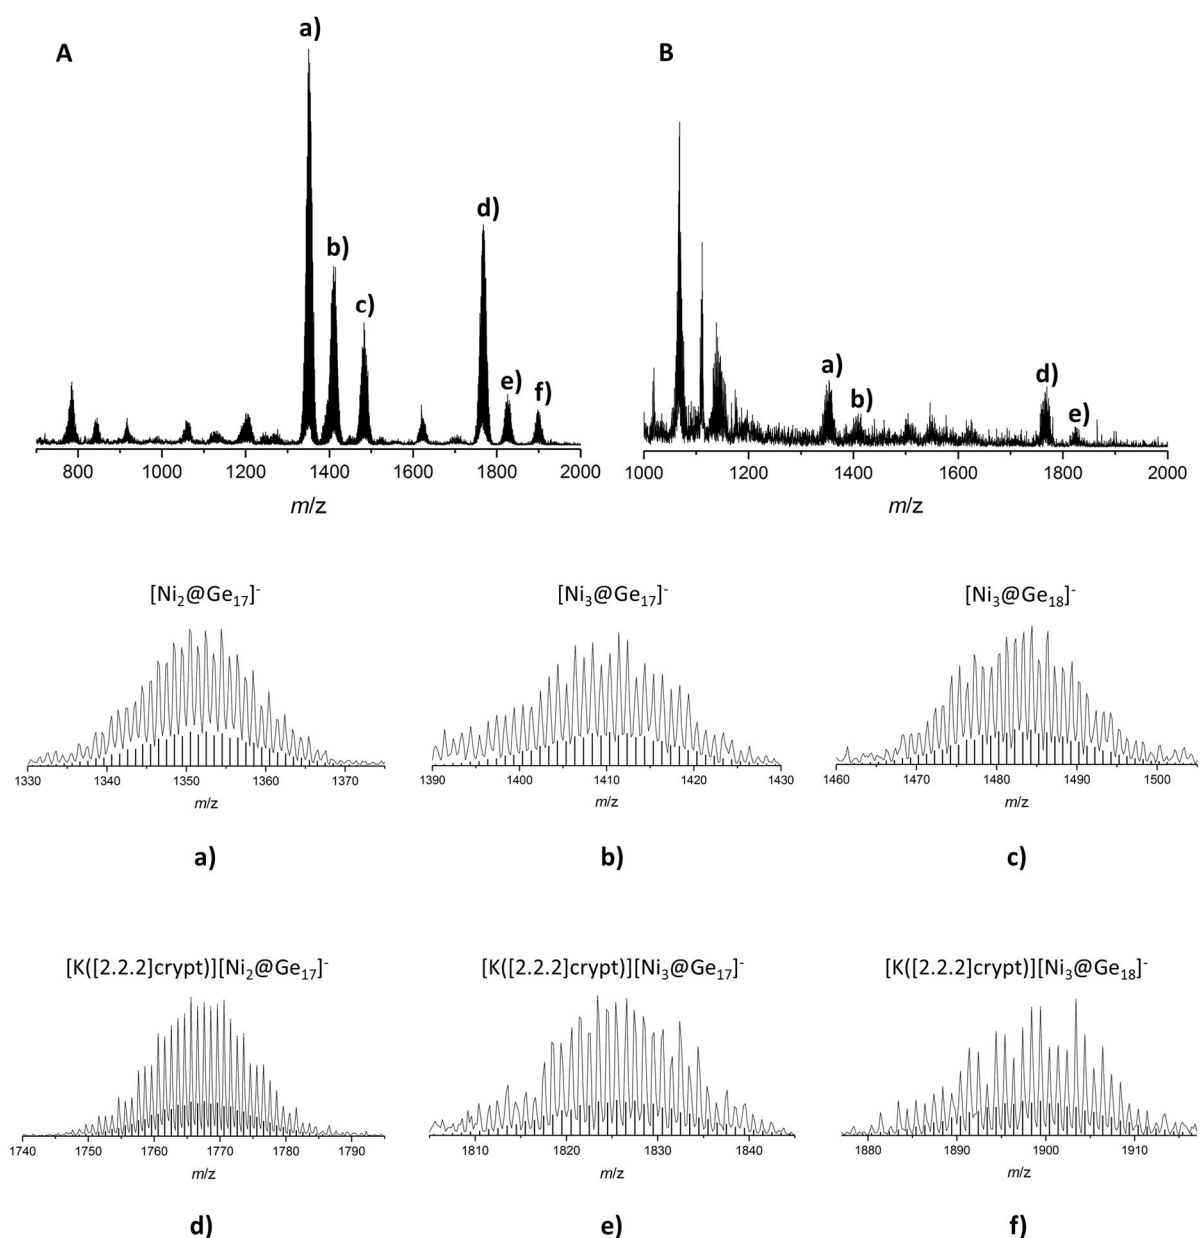 A
a)
b)
c)
d)
e)
f)
800 1000 1200 1400 1600 1800 2000
m/z
B
a)
b)
d)
e)
1000 1200 1400 1600 1800 2000
m/z
[Ni₂@Ge₁₇]⁻
1330 1340 1350 1360 1370
m/z
a)
[Ni₃@Ge₁₇]⁻
1390 1400 1410 1420 1430
m/z
b)
[Ni₃@Ge₁₈]⁻
1460 1470 1480 1490 1500
m/z
c)
[K([2.2.2]crypt)][Ni₂@Ge₁₇]⁻
1740 1750 1760 1770 1780 1790
m/z
d)
[K([2.2.2]crypt)][Ni₃@Ge₁₇]⁻
1810 1820 1830 1840
m/z
e)
[K([2.2.2]crypt)][Ni₃@Ge₁₈]⁻
1880 1890 1900 1910
m/z
f)